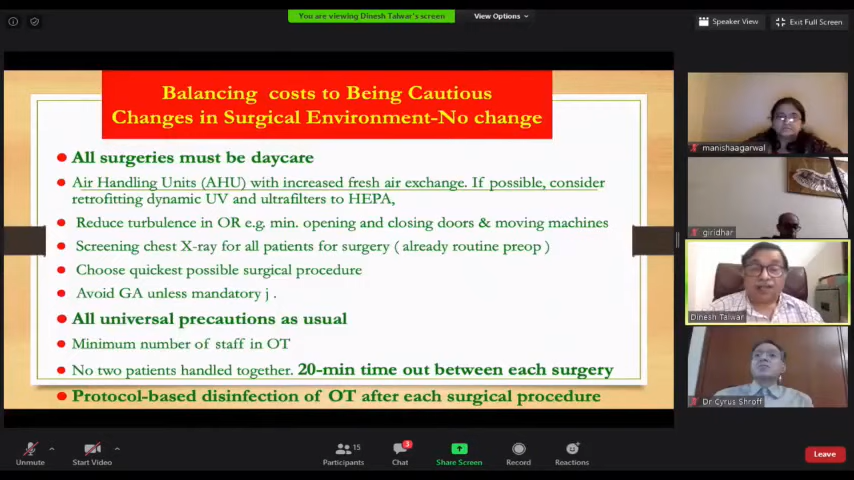 You are viewing Dinesh Talwar's screen
View Options
Speaker View
Exit Full Screen
Balancing costs to Being Cautious
Changes in Surgical Environment-No change
All surgeries must be daycare
Air Handling Units (AHU) with increased fresh air exchange. If possible, consider
retrofitting dynamic UV and ultrafilters to HEPA,
Reduce turbulence in OR e.g. min. opening and closing doors & moving machines
Screening chest X-ray for all patients for surgery ( already routine preop )
Choose quickest possible surgical procedure
Avoid GA unless mandatory j .
All universal precautions as usual
Minimum number of staff in OT
No two patients handled together. 20-min time out between each surgery
Protocol-based disinfection of OT after each surgical procedure
manishaagarwal
giridhar
Dinesh Talwar
Dr Cyrus Shroff
Unmute
Start Video
15
Participants
3
Chat
Share Screen
Record
Reactions
Leave